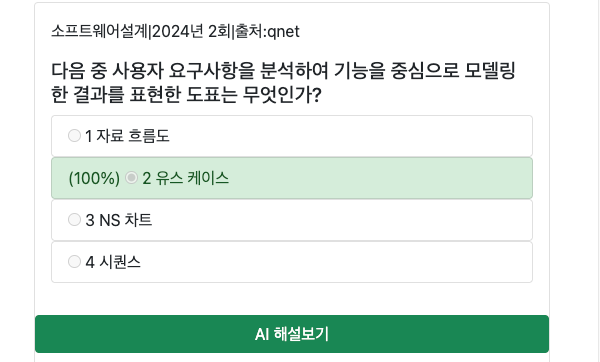 소프트웨어설계|2024년 2회|출처:qnet
다음 중 사용자 요구사항을 분석하여 기능을 중심으로 모델링
한 결과를 표현한 도표는 무엇인가?
1 자료 흐름도
(100%) 2 유스 케이스
3 NS 차트
4 시퀀스
AI 해설보기